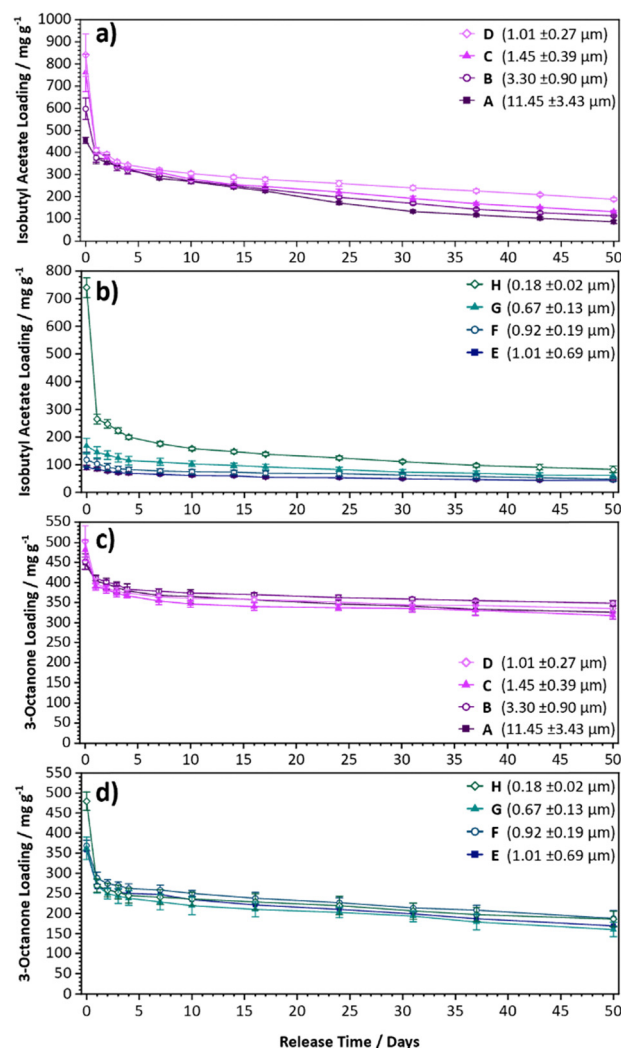 a)
Isobutyl Acetate Loading / mg g⁻¹
1000
900
800
700
600
500
400
300
200
100
0
D (1.01 ±0.27 µm)
C (1.45 ±0.39 µm)
B (3.30 ±0.90 µm)
A (11.45 ±3.43 µm)
0 5 10 15 20 25 30 35 40 45 50
b)
Isobutyl Acetate Loading / mg g⁻¹
800
700
600
500
400
300
200
100
0
H (0.18 ±0.02 µm)
G (0.67 ±0.13 µm)
F (0.92 ±0.19 µm)
E (1.01 ±0.69 µm)
0 5 10 15 20 25 30 35 40 45 50
c)
3-Octanone Loading / mg g⁻¹
550
500
450
400
350
300
250
200
150
100
50
0
D (1.01 ±0.27 µm)
C (1.45 ±0.39 µm)
B (3.30 ±0.90 µm)
A (11.45 ±3.43 µm)
0 5 10 15 20 25 30 35 40 45 50
d)
3-Octanone Loading / mg g⁻¹
550
500
450
400
350
300
250
200
150
100
50
0
H (0.18 ±0.02 µm)
G (0.67 ±0.13 µm)
F (0.92 ±0.19 µm)
E (1.01 ±0.69 µm)
0 5 10 15 20 25 30 35 40 45 50
Release Time / Days